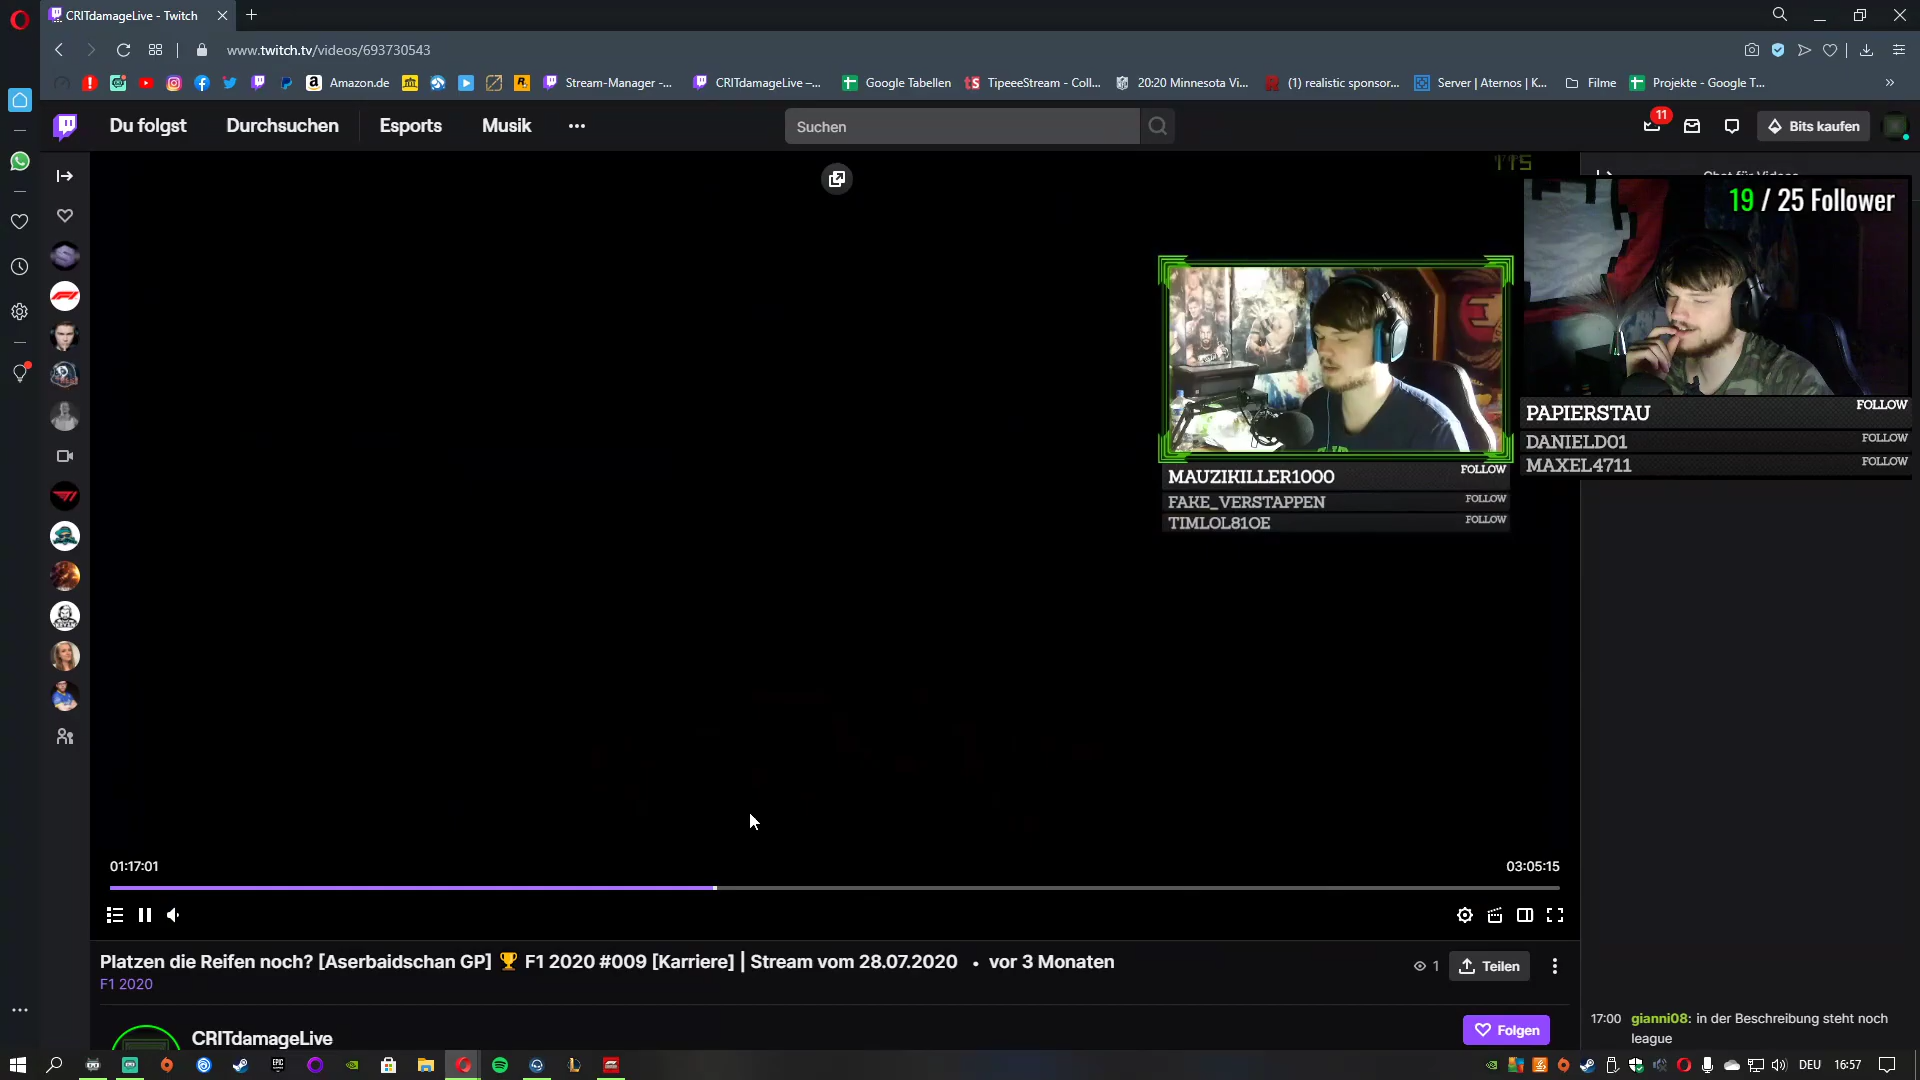 CRITdamageLive - Twitch
www.twitch.tv/videos/693730543
Amazon.de
Stream-Manager -...
CRITdamageLive –...
Google Tabellen
TipeeeStream - Coll...
20:20 Minnesota Vi...
(1) realistic sponsor...
Server | Aternos | K...
Filme
Projekte - Google T...
Du folgst
Durchsuchen
Esports
Musik
Suchen
11
Bits kaufen
115
19 / 25 Follower
PAPIERSTAU FOLLOW
DANIELD01 FOLLOW
MAXEL4711 FOLLOW
MAUZIKILLER1000 FOLLOW
FAKE_VERSTAPPEN FOLLOW
TIMLOL81OE FOLLOW
01:17:01
03:05:15
Platzen die Reifen noch? [Aserbaidschan GP] 🏆 F1 2020 #009 [Karriere] | Stream vom 28.07.2020 • vor 3 Monaten
1
Teilen
F1 2020
CRITdamageLive
Folgen
17:00 gianni08: in der Beschreibung steht noch
league
DEU 16:57